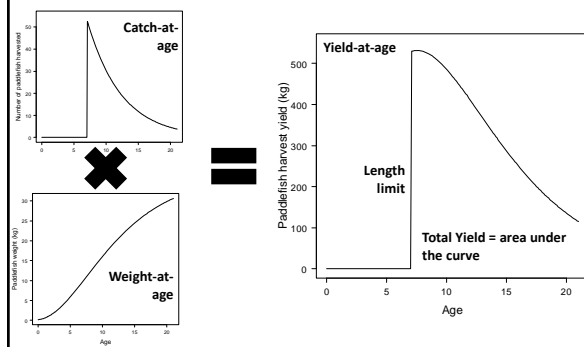 Catch-at-
age
Number of paddlefish harvested
50
40
30
20
10
0
0
5
10
15
20
Age
Paddlefish weight (kg)
30
25
20
15
10
5
0
Weight-at-
age
0
5
10
15
20
Age
Yield-at-age
Paddlefish harvest yield (kg)
500
400
300
200
100
0
Length
limit
Total Yield = area under
the curve
0
5
10
15
20
Age